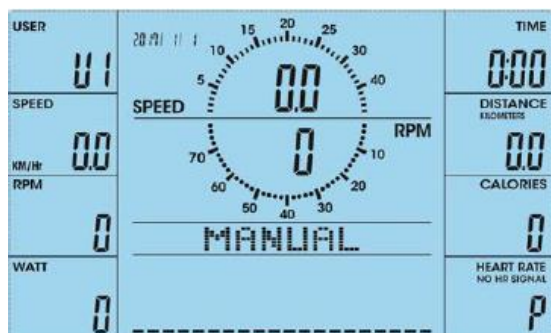 USER
U1
SPEED
KM/Hr 0.0
RPM
0
WATT
0
20 25
15 30
10 40
5
SPEED 0.0
RPM
0
70 10
60 20
50 40 30
MANUAL
TIME
0:00
DISTANCE
KILOMETERS
0.0
CALORIES
0
HEART RATE
NO HR SIGNAL
P